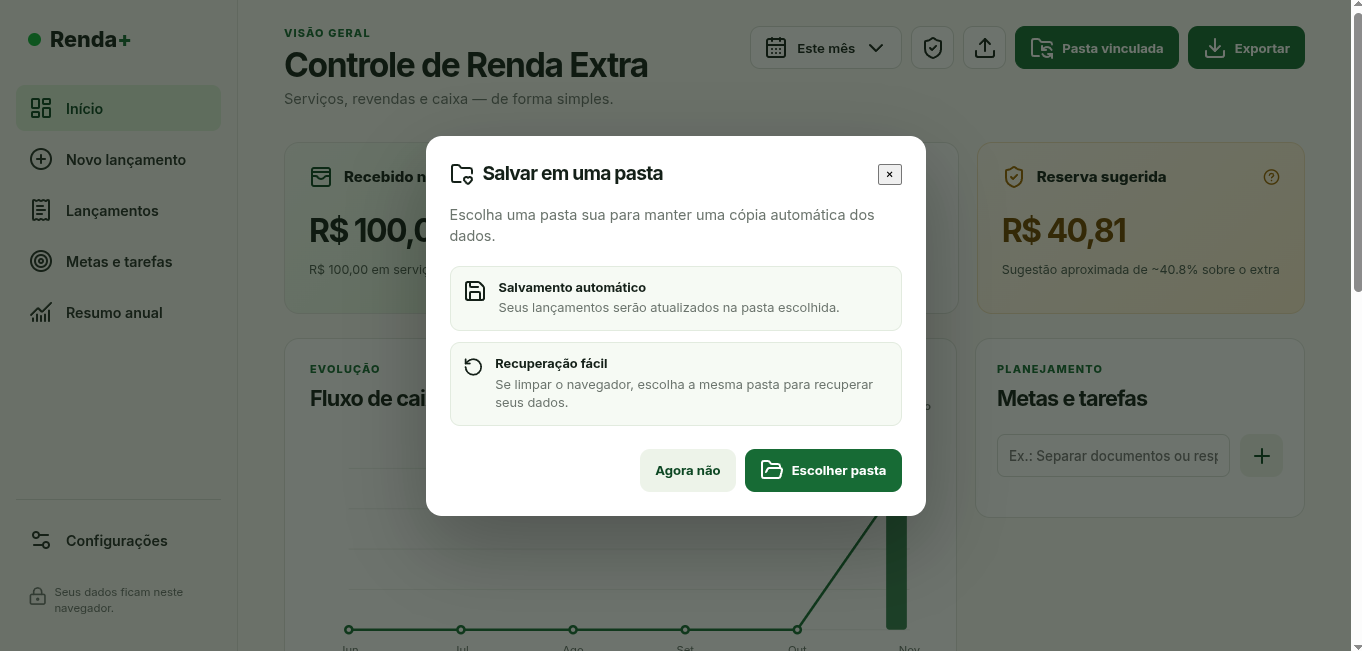 Renda+
Início
Novo lançamento
Lançamentos
Metas e tarefas
Resumo anual
Configurações
Seus dados ficam neste
navegador.
VISÃO GERAL
Controle de Renda Extra
Serviços, revendas e caixa — de forma simples.
Este mês
Pasta vinculada
Exportar
Recebido
R$ 100,0
R$ 100,00 em
Reserva sugerida
R$ 40,81
Sugestão aproximada de ~40.8% sobre o extra
EVOLUÇÃO
Fluxo de
PLANEJAMENTO
Metas e tarefas
Ex.: Separar documentos ou resp
Jun
Jul
Ago
Set
Out
Nov
Salvar em uma pasta
×
Escolha uma pasta sua para manter uma cópia automática dos
dados.
Salvamento automático
Seus lançamentos serão atualizados na pasta escolhida.
Recuperação fácil
Se limpar o navegador, escolha a mesma pasta para recuperar
seus dados.
Agora não
Escolher pasta